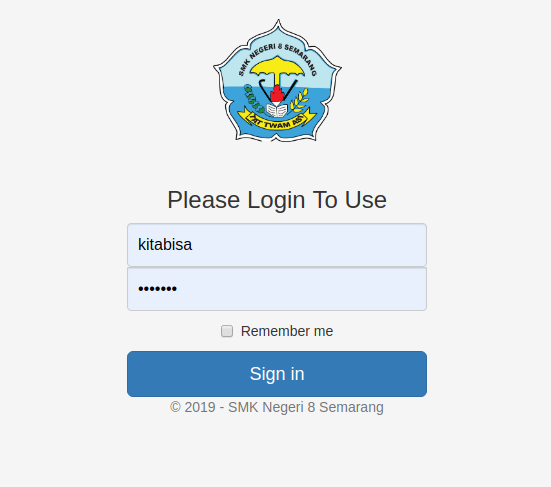 SMK NEGERI 8 SEMARANG
TAT TWAM ASI
Please Login To Use
kitabisa
•••••••
Remember me
Sign in
© 2019 - SMK Negeri 8 Semarang